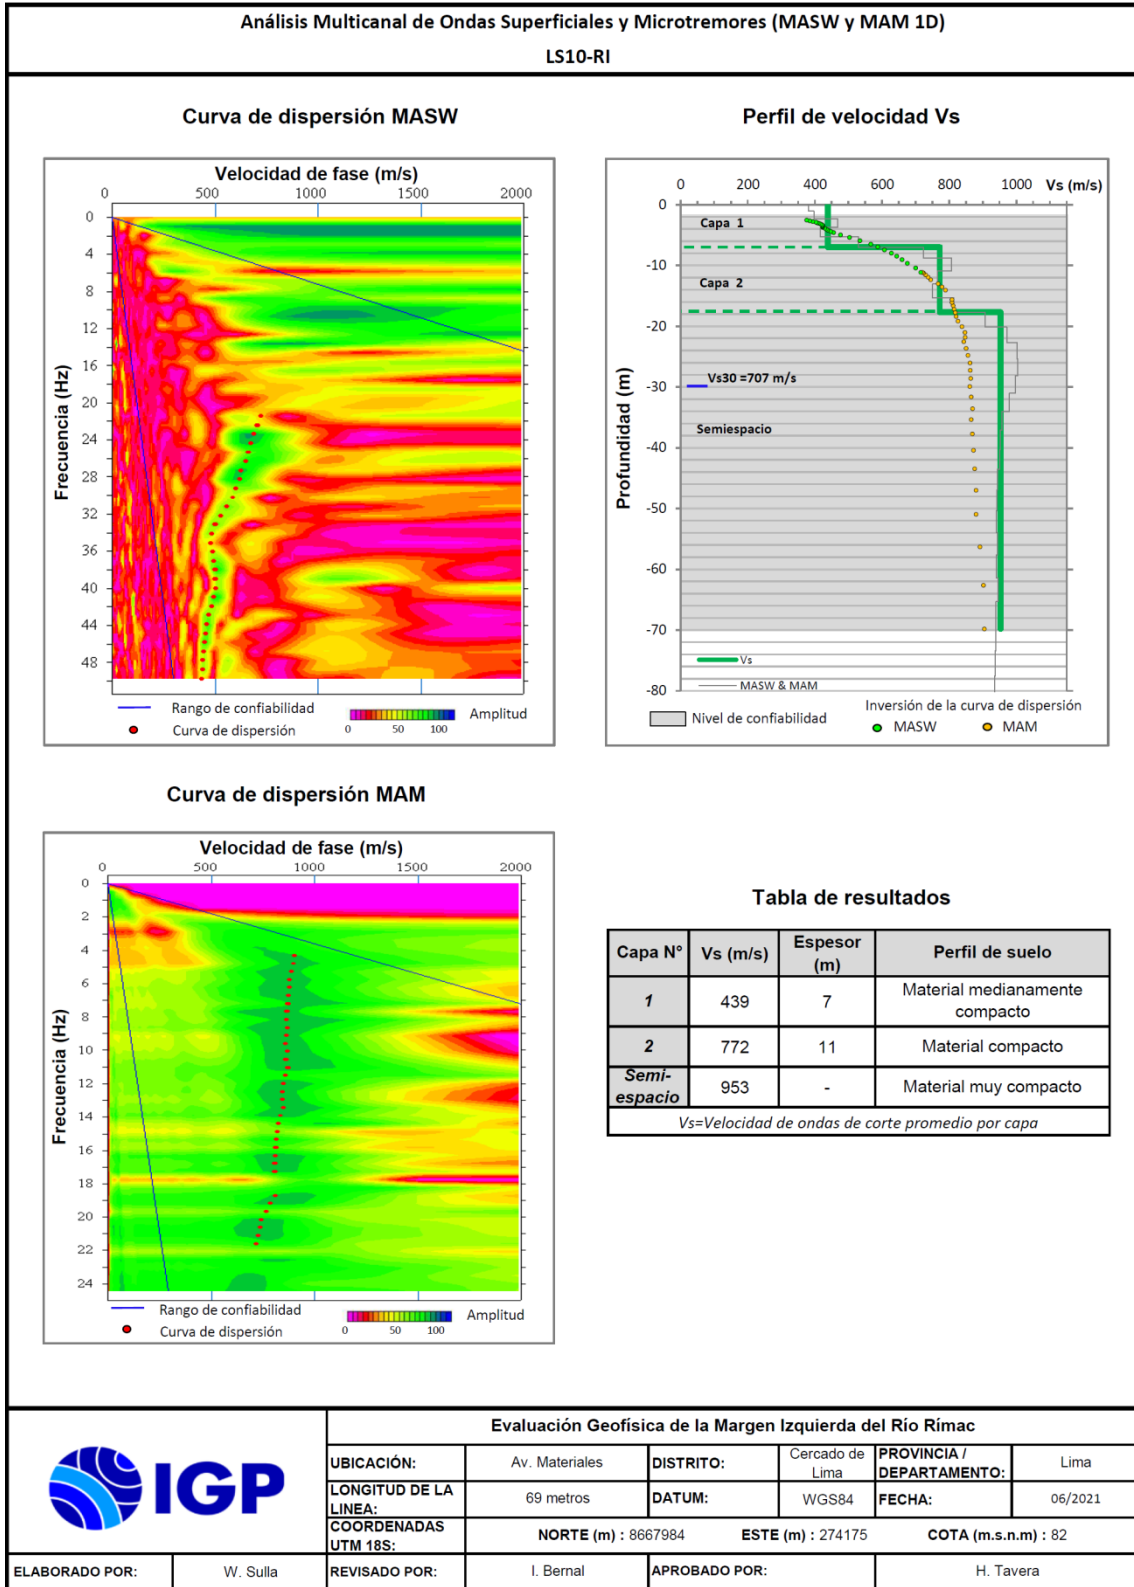 Análisis Multicanal de Ondas Superficiales y Microtremores (MASW y MAM 1D)
LS10-RI
Curva de dispersión MASW
Velocidad de fase (m/s)
0 500 1000 1500 2000
Frecuencia (Hz)
0
4
8
12
16
20
24
28
32
36
40
44
48
Rango de confiabilidad
Curva de dispersión
0 50 100
Amplitud
Perfil de velocidad Vs
0 200 400 600 800 1000 Vs (m/s)
Profundidad (m)
0
-10
-20
-30
-40
-50
-60
-70
-80
Capa 1
Capa 2
Vs30 =707 m/s
Semiespacio
Vs
MASW & MAM
Nivel de confiabilidad
Inversión de la curva de dispersión
MASW MAM
Curva de dispersión MAM
Velocidad de fase (m/s)
0 500 1000 1500 2000
Frecuencia (Hz)
0
2
4
6
8
10
12
14
16
18
20
22
24
Rango de confiabilidad
Curva de dispersión
0 50 100
Amplitud
Tabla de resultados
Capa N° Vs (m/s) Espesor (m) Perfil de suelo
1 439 7 Material medianamente compacto
2 772 11 Material compacto
Semi-espacio 953 - Material muy compacto
Vs=Velocidad de ondas de corte promedio por capa
IGP
Evaluación Geofísica de la Margen Izquierda del Río Rímac
UBICACIÓN: Av. Materiales DISTRITO: Cercado de Lima PROVINCIA / DEPARTAMENTO: Lima
LONGITUD DE LA LINEA: 69 metros DATUM: WGS84 FECHA: 06/2021
COORDENADAS UTM 18S: NORTE (m) : 8667984 ESTE (m) : 274175 COTA (m.s.n.m) : 82
ELABORADO POR: W. Sulla REVISADO POR: I. Bernal APROBADO POR: H. Tavera